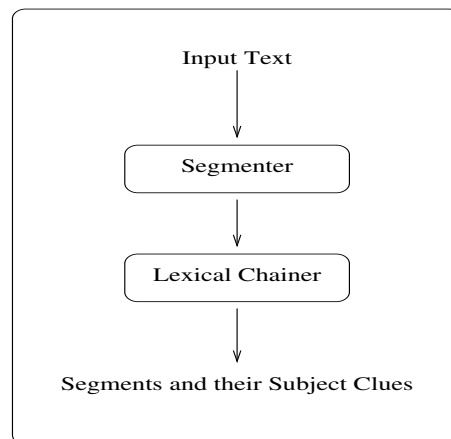 Input Text
Segmenter
Lexical Chainer
Segments and their Subject Clues